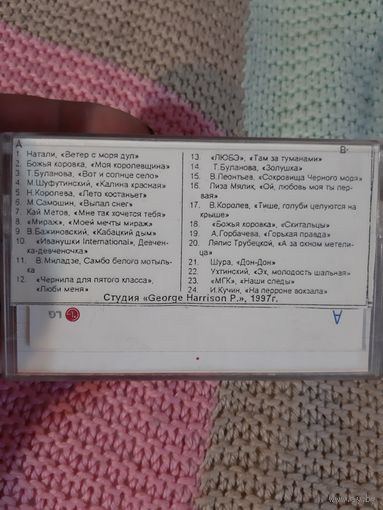 A
1. Натали, «Ветер с моря дул»
2. Божья коровка, «Моя королевщина»
3. Т.Буланова, «Вот и солнце село»
4. М.Шуфутинский, «Калина красная»
5. Н.Королева, «Лето кастаньет»
6. М.Самошин, «Выпал снег»
7. Кай Метов, «Мне так хочется тебя»
8. «Мираж», «Моей мечты мираж»
9. В.Бажиновский, «Кабацкий дым»
10. «Иванушки International», Девчен-
ка-девченочка»
11. В.Миладзе, Самбо белого мотыль-
ка»
12. «Чернила для пятого класса»,
«Люби меня»
В
13. «ЛЮБЭ», «Там за туманами»
14. Т.Буланова, «Золушка»
15. В.Леонтьев, «Сокровища Черного моря»
16. Лиза Мялик, «Ой, любовь моя ты пер-
вая»
17. В.Королев, «Тише, голуби целуются на
крыше»
18. «Божья коровка», «Скитальцы»
19. А.Горбачева, «Горькая правда»
20. Ляпис Трубецкой, «А за окном метели-
ца»
21. Шура, «Дон-Дон»
22. Ухтинский, «Эх, молодость шальная»
23. «МГК», «Наши следы»
24. И.Кучин, «На перроне вокзала»
Студия «George Harrison P.», 1997г.
LG
A